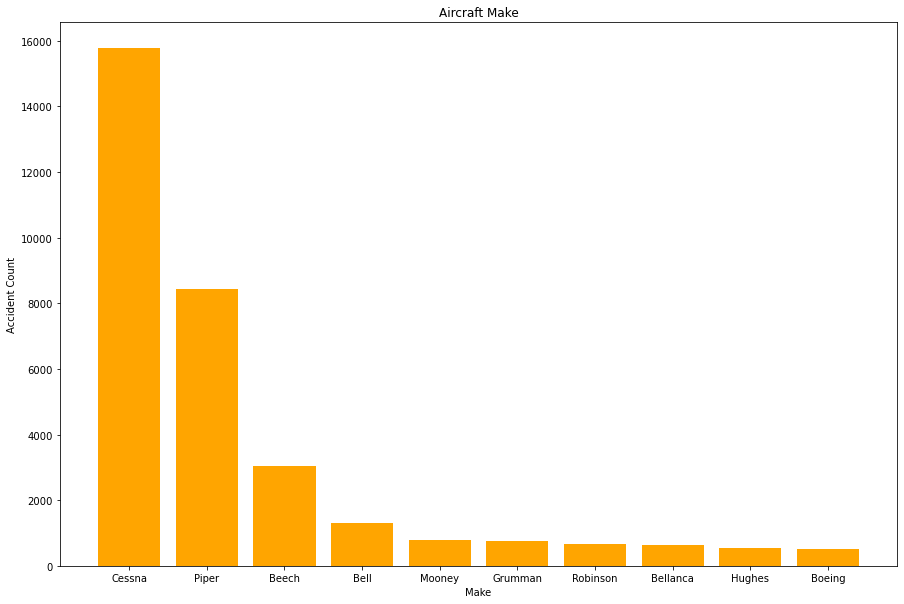 Aircraft Make
16000
14000
12000
10000
8000
6000
4000
2000
0
Accident Count
Cessna Piper Beech Bell Mooney Grumman Robinson Bellanca Hughes Boeing
Make